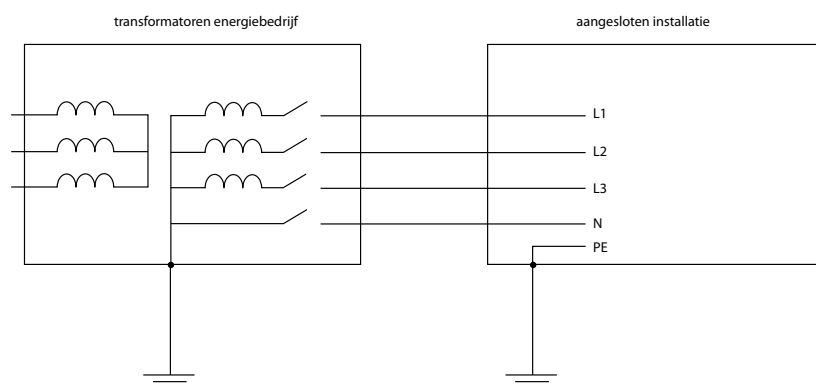 transformatoren energiebedrijf
aangesloten installatie
L1
L2
L3
N
PE